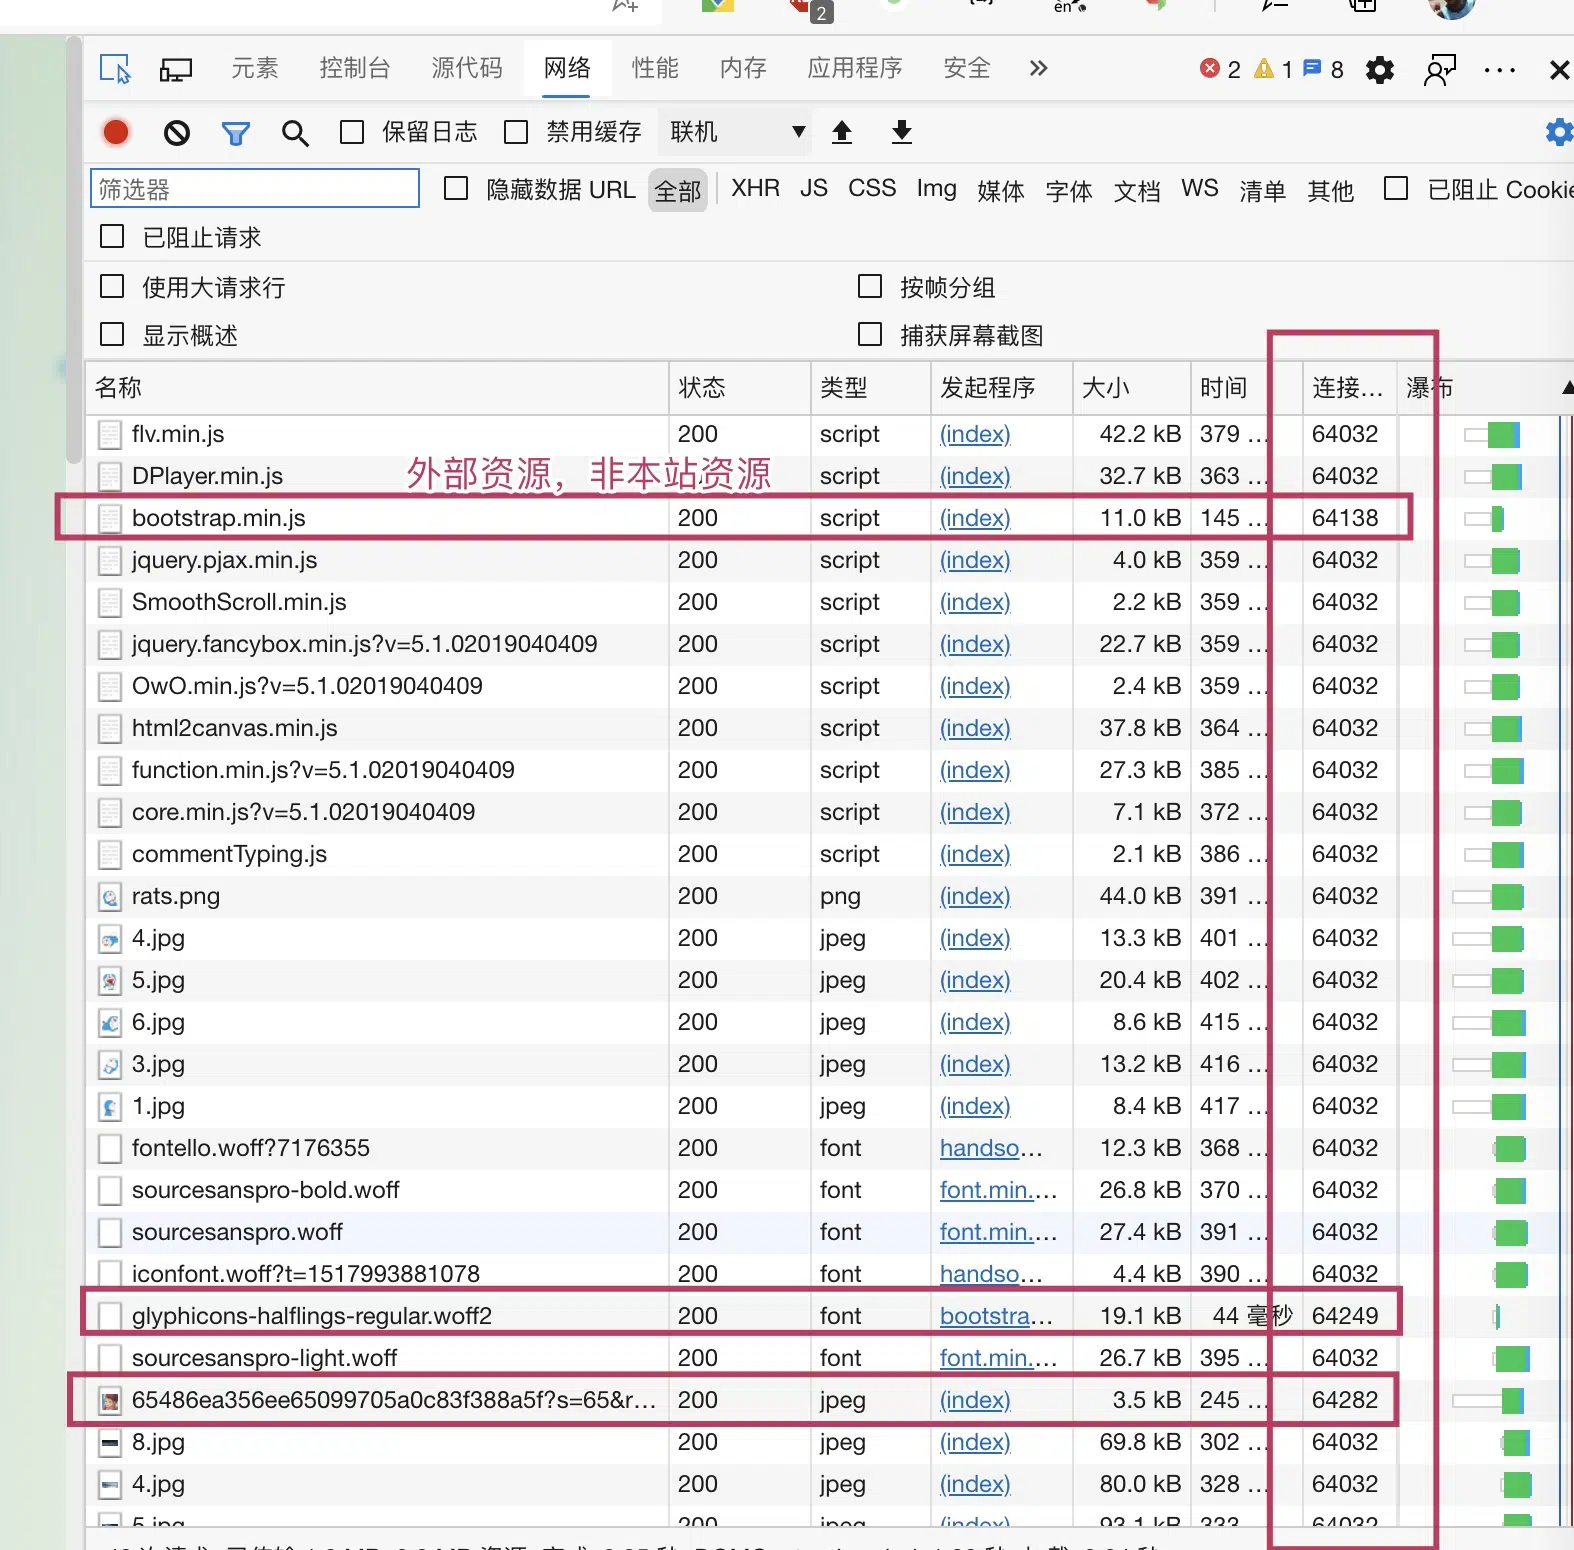 2
èn
元素 控制台 源代码 网络 性能 内存 应用程序 安全 2 1 8
保留日志 禁用缓存 联机
筛选器 隐藏数据 URL 全部 XHR JS CSS Img 媒体 字体 文档 WS 清单 其他 已阻止 Cookie
已阻止请求
使用大请求行 按帧分组
显示概述 捕获屏幕截图
名称 状态 类型 发起程序 大小 时间 连接... 瀑布
flv.min.js 200 script (index) 42.2 kB 379 ... 64032
DPlayer.min.js script (index) 32.7 kB 363 ... 64032
外部资源，非本站资源
bootstrap.min.js 200 script (index) 11.0 kB 145 ... 64138
jquery.pjax.min.js 200 script (index) 4.0 kB 359 ... 64032
SmoothScroll.min.js 200 script (index) 2.2 kB 359 ... 64032
jquery.fancybox.min.js?v=5.1.02019040409 200 script (index) 22.7 kB 359 ... 64032
OwO.min.js?v=5.1.02019040409 200 script (index) 2.4 kB 359 ... 64032
html2canvas.min.js 200 script (index) 37.8 kB 364 ... 64032
function.min.js?v=5.1.02019040409 200 script (index) 27.3 kB 385 ... 64032
core.min.js?v=5.1.02019040409 200 script (index) 7.1 kB 372 ... 64032
commentTyping.js 200 script (index) 2.1 kB 386 ... 64032
rats.png 200 png (index) 44.0 kB 391 ... 64032
4.jpg 200 jpeg (index) 13.3 kB 401 ... 64032
5.jpg 200 jpeg (index) 20.4 kB 402 ... 64032
6.jpg 200 jpeg (index) 8.6 kB 415 ... 64032
3.jpg 200 jpeg (index) 13.2 kB 416 ... 64032
1.jpg 200 jpeg (index) 8.4 kB 417 ... 64032
fontello.woff?7176355 200 font handso... 12.3 kB 368 ... 64032
sourcesanspro-bold.woff 200 font font.min.... 26.8 kB 370 ... 64032
sourcesanspro.woff 200 font font.min.... 27.4 kB 391 ... 64032
iconfont.woff?t=1517993881078 200 font handso... 4.4 kB 390 ... 64032
glyphicons-halflings-regular.woff2 200 font bootstra... 19.1 kB 44 毫秒 64249
sourcesanspro-light.woff 200 font font.min.... 26.7 kB 395 ... 64032
65486ea356ee65099705a0c83f388a5f?s=65&r... 200 jpeg (index) 3.5 kB 245 ... 64282
8.jpg 200 jpeg (index) 69.8 kB 302 ... 64032
4.jpg 200 jpeg (index) 80.0 kB 328 ... 64032
5.jpg 200 jpeg (index) 93.1 kB 333 ... 64032